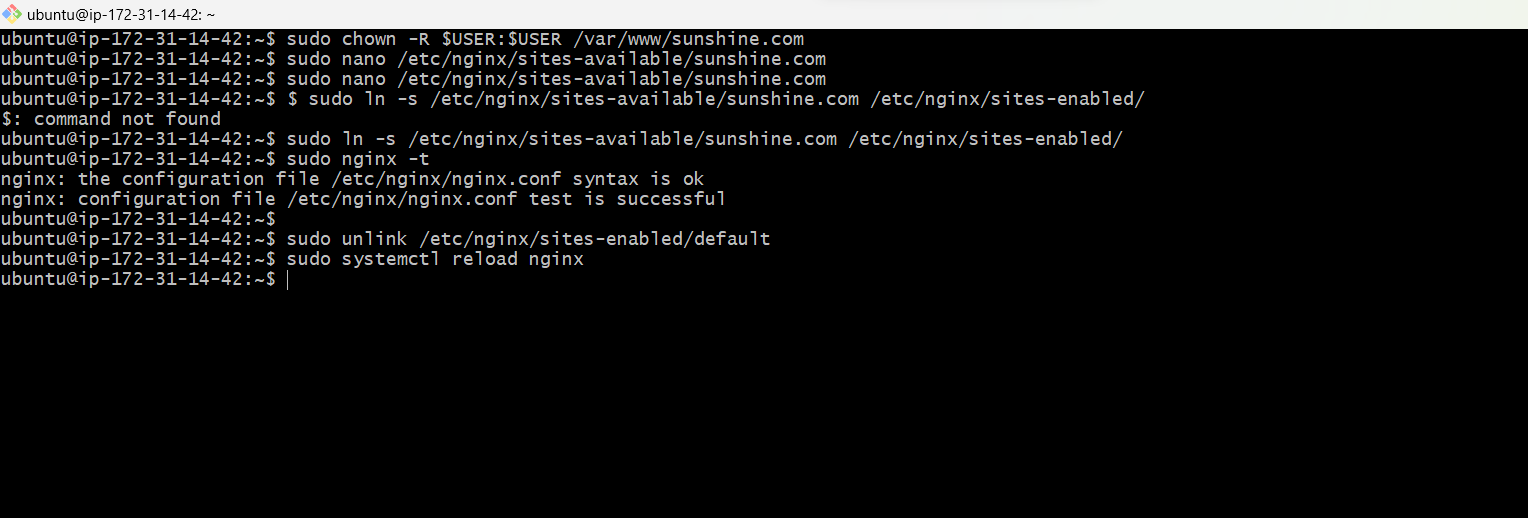 ubuntu@ip-172-31-14-42: ~
ubuntu@ip-172-31-14-42:~$ sudo chown -R $USER:$USER /var/www/sunshine.com
ubuntu@ip-172-31-14-42:~$ sudo nano /etc/nginx/sites-available/sunshine.com
ubuntu@ip-172-31-14-42:~$ sudo nano /etc/nginx/sites-available/sunshine.com
ubuntu@ip-172-31-14-42:~$ $ sudo ln -s /etc/nginx/sites-available/sunshine.com /etc/nginx/sites-enabled/
$: command not found
ubuntu@ip-172-31-14-42:~$ sudo ln -s /etc/nginx/sites-available/sunshine.com /etc/nginx/sites-enabled/
ubuntu@ip-172-31-14-42:~$ sudo nginx -t
nginx: the configuration file /etc/nginx/nginx.conf syntax is ok
nginx: configuration file /etc/nginx/nginx.conf test is successful
ubuntu@ip-172-31-14-42:~$
ubuntu@ip-172-31-14-42:~$ sudo unlink /etc/nginx/sites-enabled/default
ubuntu@ip-172-31-14-42:~$ sudo systemctl reload nginx
ubuntu@ip-172-31-14-42:~$